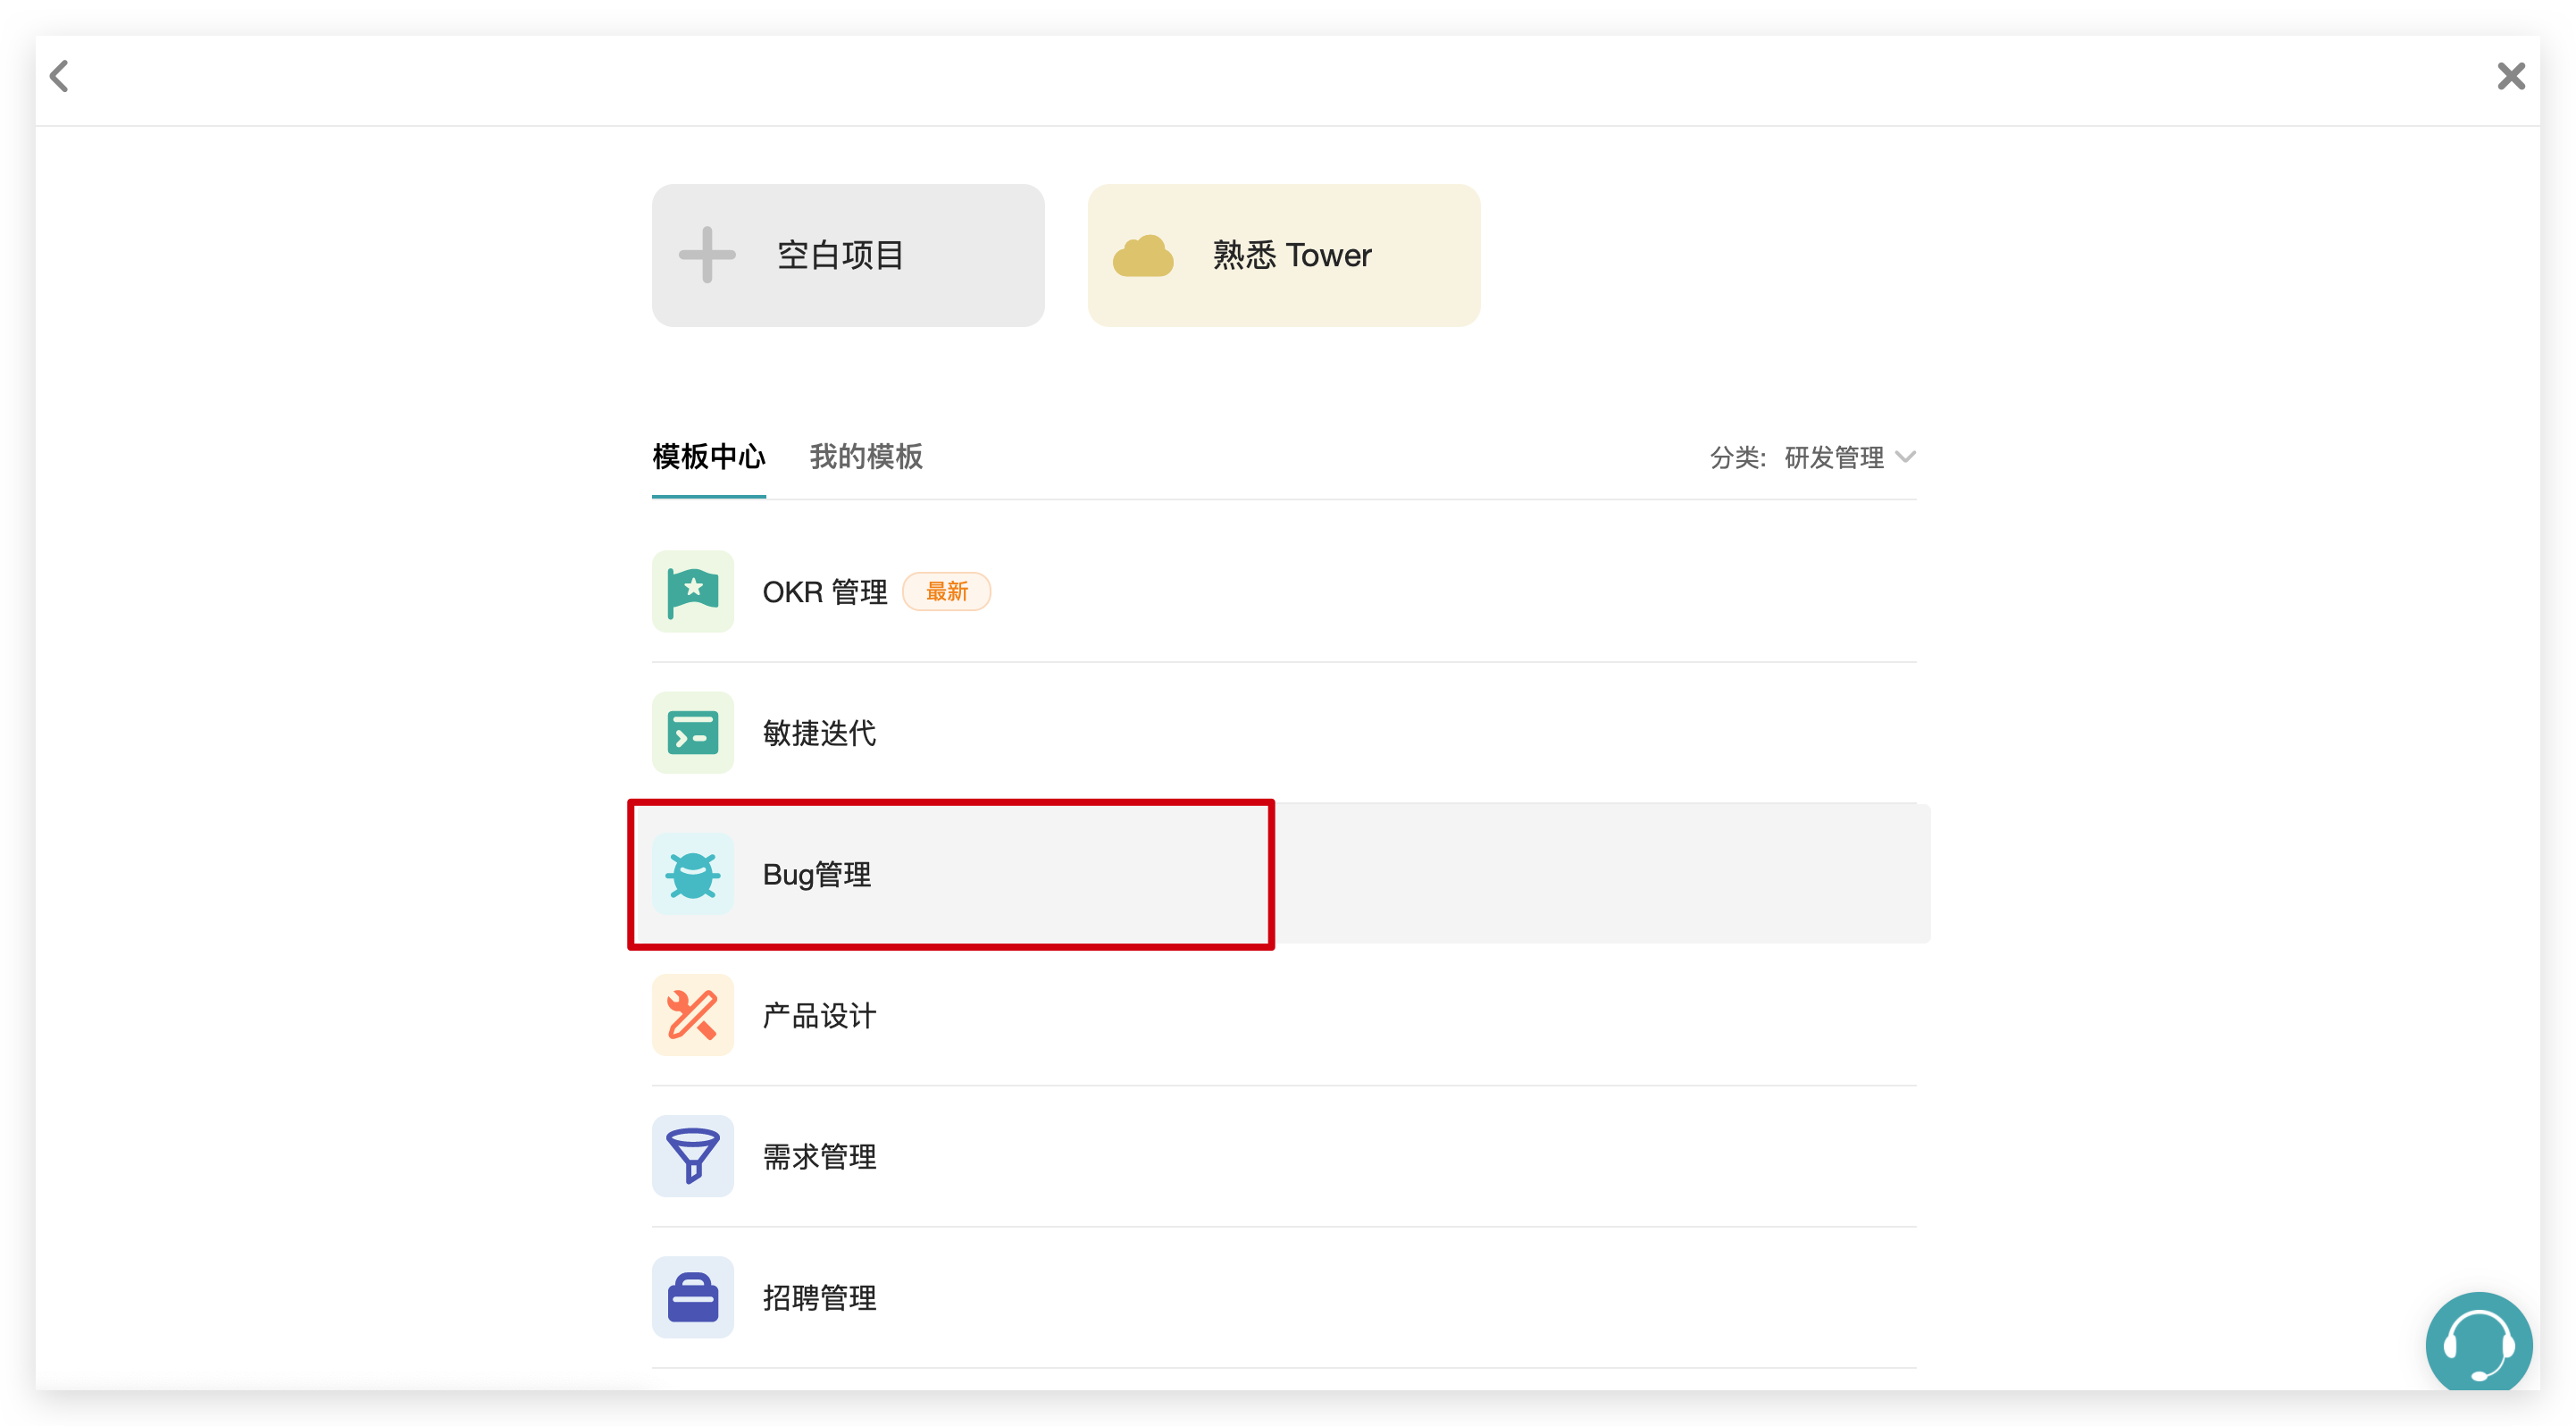 空白项目
熟悉 Tower
模板中心
我的模板
分类: 研发管理
OKR 管理 最新
敏捷迭代
Bug管理
产品设计
需求管理
招聘管理